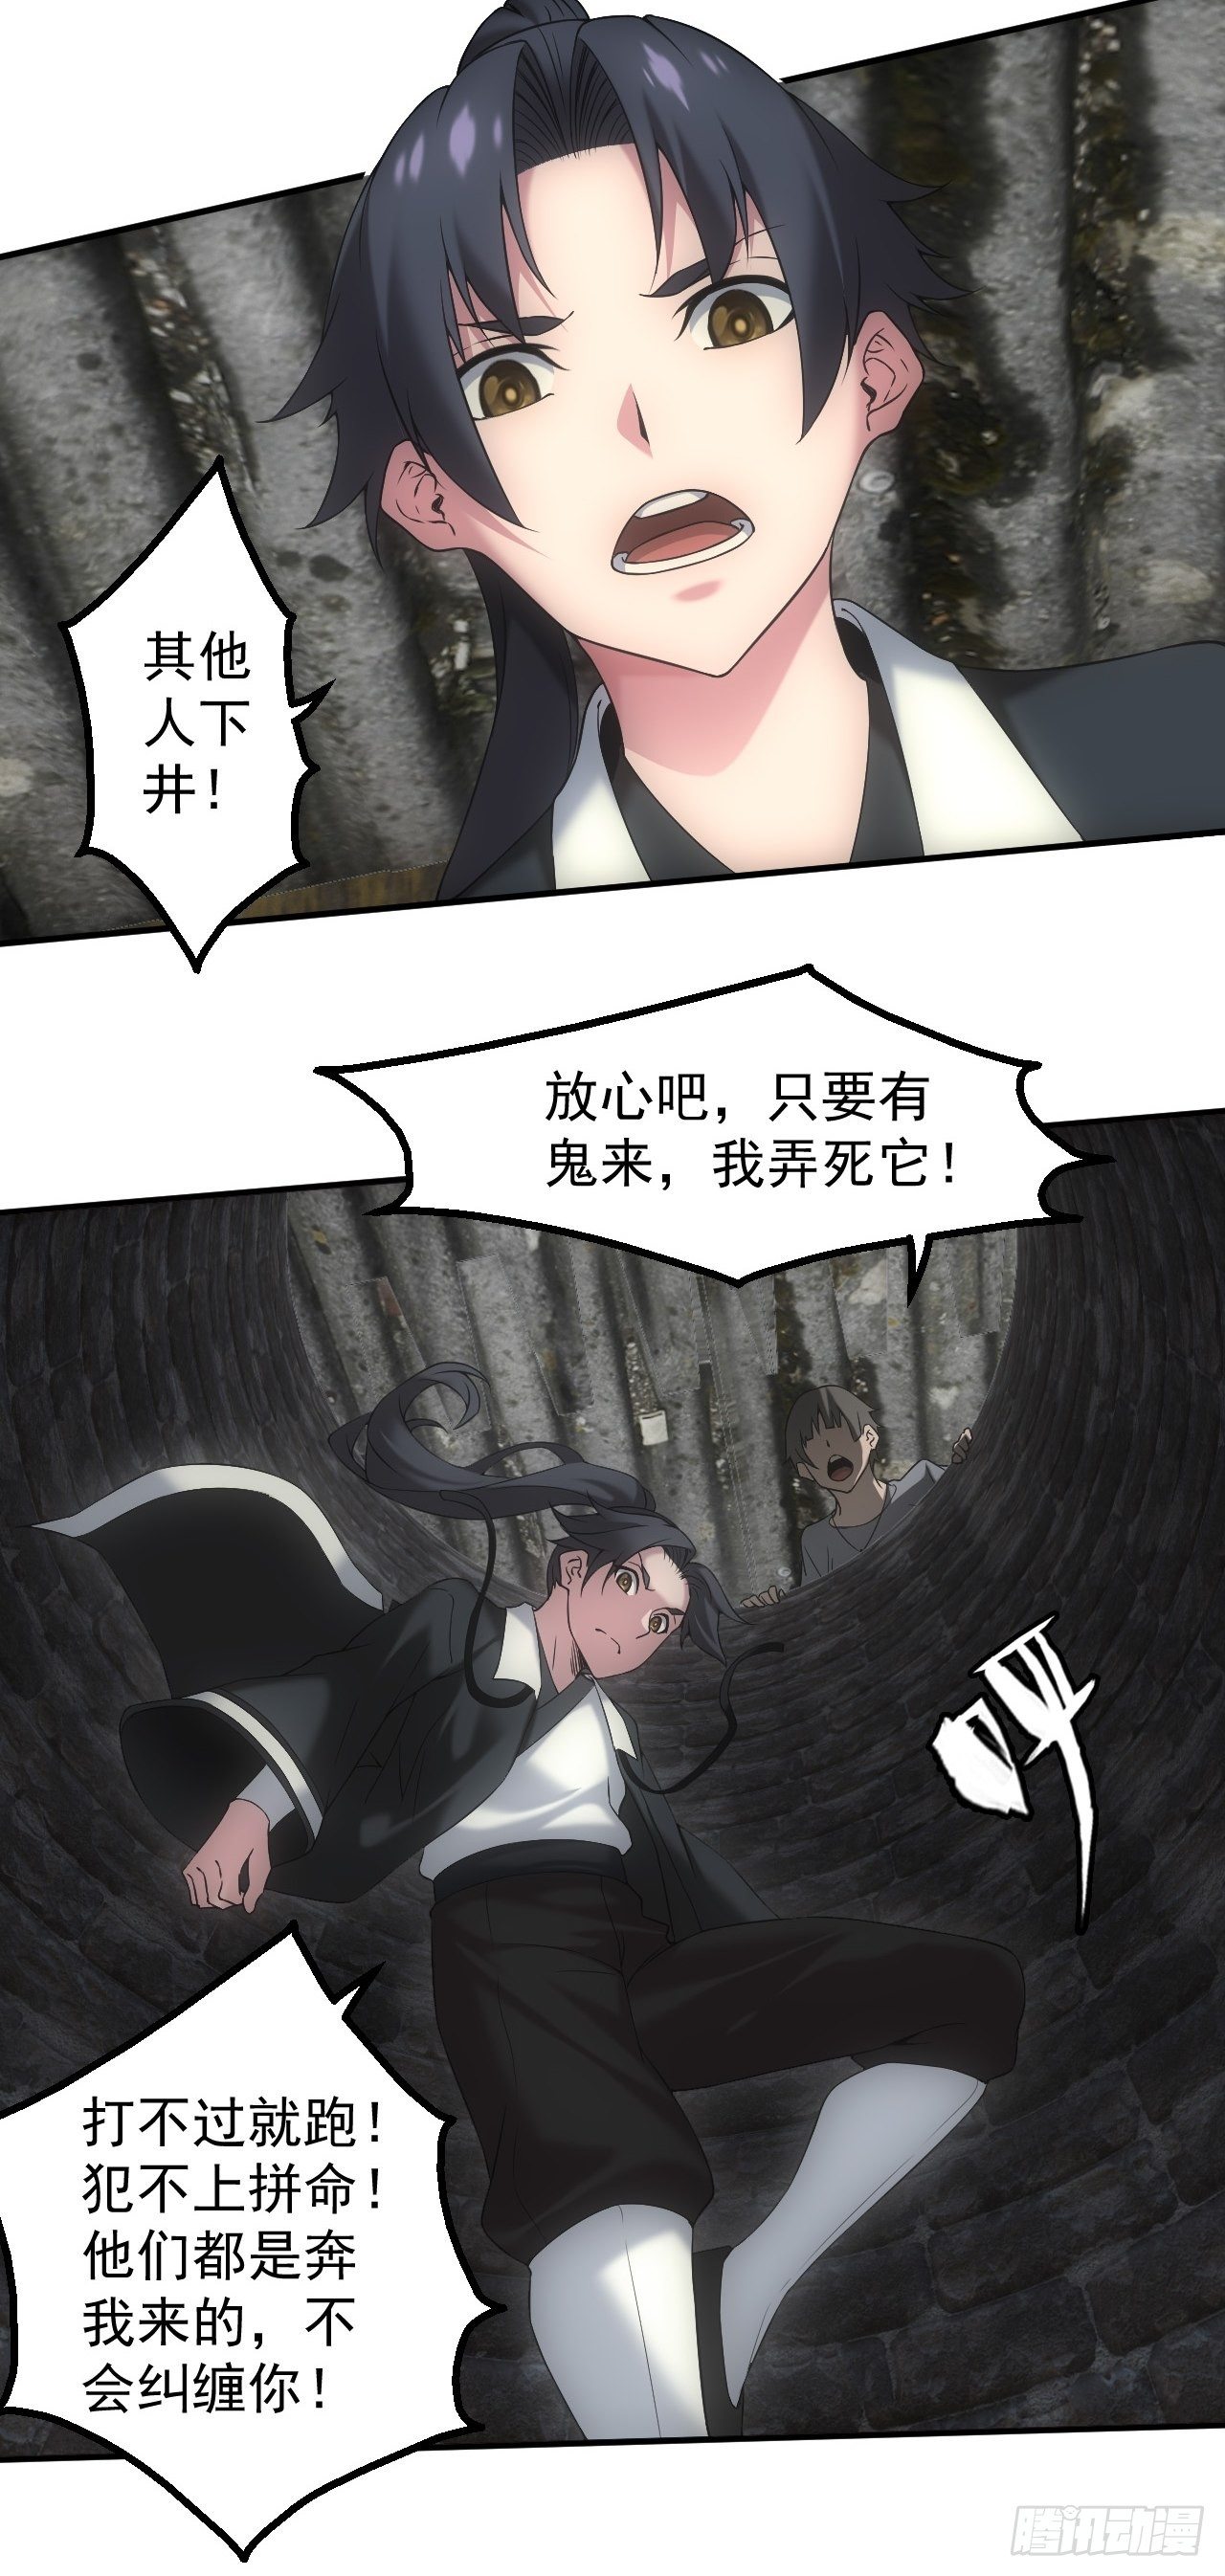 其他
人下
井!
放心吧，只要有
鬼来，我弄死它!
呼
打不过就跑!
犯不上拼命!
他们都是奔
我来的，不
会纠缠你!
腾讯动漫